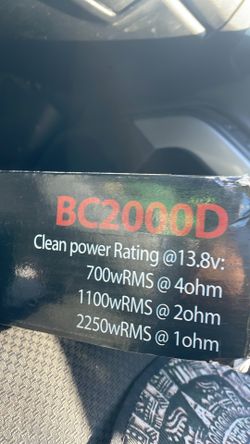 BC2000D
Clean power Rating @13.8v:
700wRMS @ 4ohm
1100wRMS @ 2ohm
2250wRMS @ 1ohm